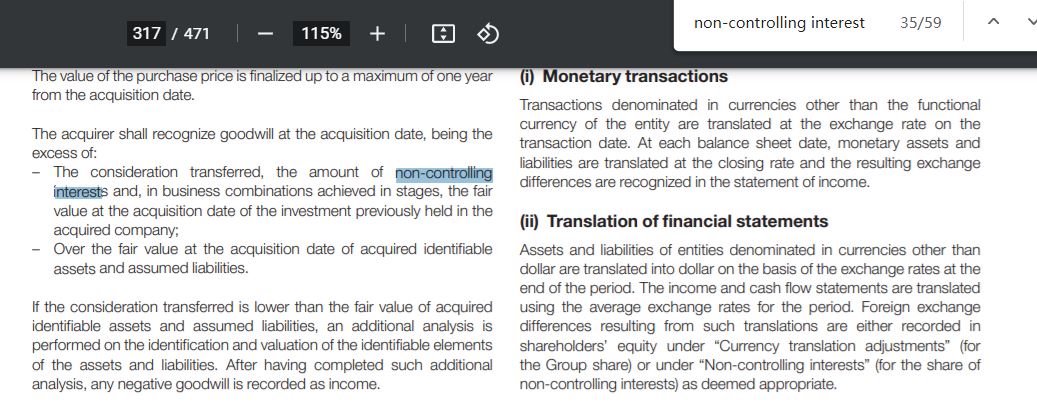 317 / 471
115%
non-controlling interest 35/59
The value of the purchase price is finalized up to a maximum of one year
from the acquisition date.
The acquirer shall recognize goodwill at the acquisition date, being the
excess of:
– The consideration transferred, the amount of non-controlling
interests and, in business combinations achieved in stages, the fair
value at the acquisition date of the investment previously held in the
acquired company;
– Over the fair value at the acquisition date of acquired identifiable
assets and assumed liabilities.
If the consideration transferred is lower than the fair value of acquired
identifiable assets and assumed liabilities, an additional analysis is
performed on the identification and valuation of the identifiable elements
of the assets and liabilities. After having completed such additional
analysis, any negative goodwill is recorded as income.
(i) Monetary transactions
Transactions denominated in currencies other than the functional
currency of the entity are translated at the exchange rate on the
transaction date. At each balance sheet date, monetary assets and
liabilities are translated at the closing rate and the resulting exchange
differences are recognized in the statement of income.
(ii) Translation of financial statements
Assets and liabilities of entities denominated in currencies other than
dollar are translated into dollar on the basis of the exchange rates at the
end of the period. The income and cash flow statements are translated
using the average exchange rates for the period. Foreign exchange
differences resulting from such translations are either recorded in
shareholders’ equity under “Currency translation adjustments” (for
the Group share) or under “Non-controlling interests” (for the share of
non-controlling interests) as deemed appropriate.